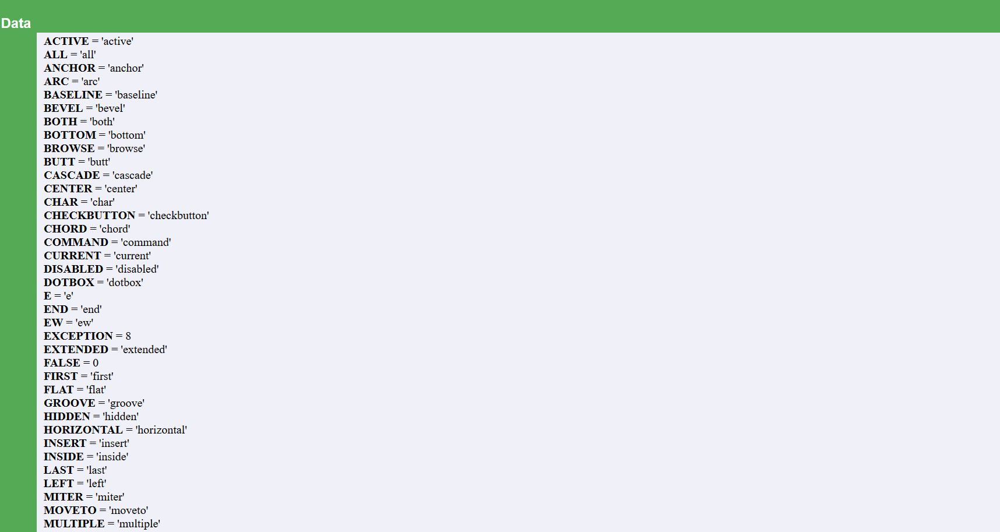 Data
ACTIVE = 'active'
ALL = 'all'
ANCHOR = 'anchor'
ARC = 'arc'
BASELINE = 'baseline'
BEVEL = 'bevel'
BOTH = 'both'
BOTTOM = 'bottom'
BROWSE = 'browse'
BUTT = 'butt'
CASCADE = 'cascade'
CENTER = 'center'
CHAR = 'char'
CHECKBUTTON = 'checkbutton'
CHORD = 'chord'
COMMAND = 'command'
CURRENT = 'current'
DISABLED = 'disabled'
DOTBOX = 'dotbox'
E = 'e'
END = 'end'
EW = 'ew'
EXCEPTION = 8
EXTENDED = 'extended'
FALSE = 0
FIRST = 'first'
FLAT = 'flat'
GROOVE = 'groove'
HIDDEN = 'hidden'
HORIZONTAL = 'horizontal'
INSERT = 'insert'
INSIDE = 'inside'
LAST = 'last'
LEFT = 'left'
MITER = 'miter'
MOVETO = 'moveto'
MULTIPLE = 'multiple'